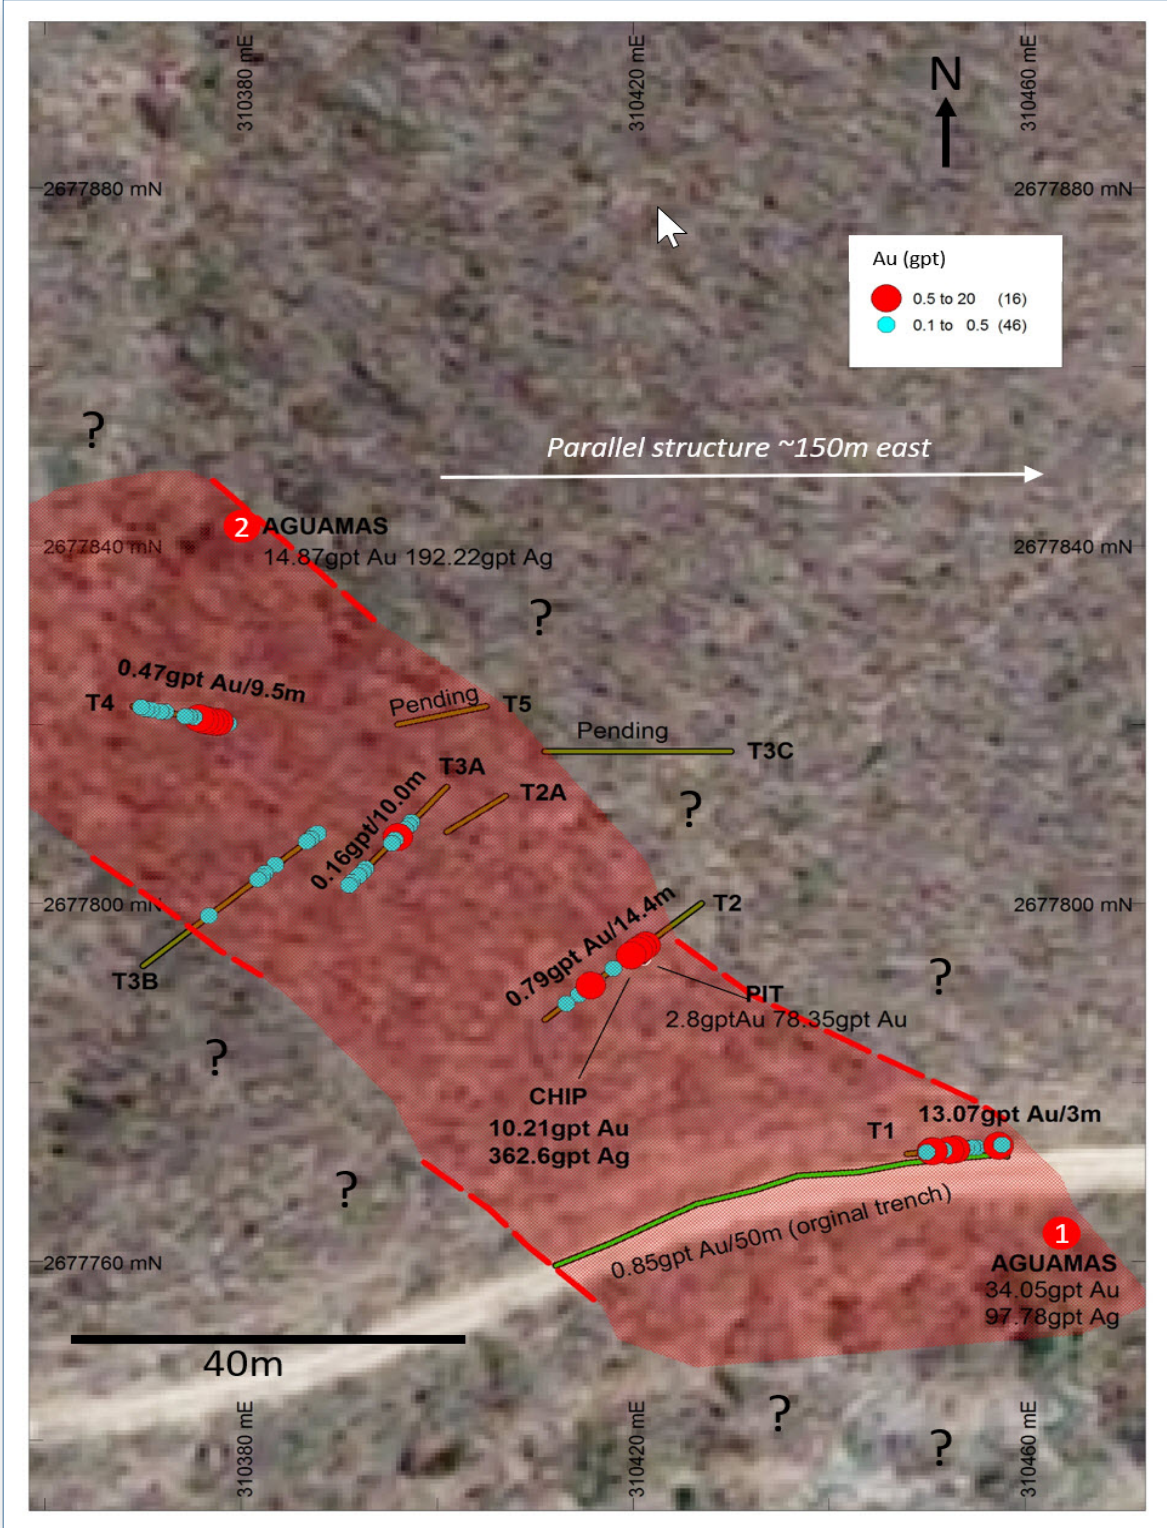 310380 mE
310420 mE
310460 mE
N
2677880 mN
2677880 mN
Au (gpt)
0.5 to 20 (16)
0.1 to 0.5 (46)
?
Parallel structure ~150m east
2 AGUAMAS
14.87gpt Au 192.22gpt Ag
2677840 mN
2677840 mN
?
0.47gpt Au/9.5m
T4
Pending
T5
Pending
T3C
T3A
T2A
0.16gpt/10.0m
?
2677800 mN
2677800 mN
T2
0.79gpt Au/14.4m
T3B
?
PIT
2.8gptAu 78.35gpt Au
?
CHIP
10.21gpt Au
362.6gpt Ag
13.07gpt Au/3m
T1
?
0.85gpt Au/50m (orginal trench)
1
AGUAMAS
34.05gpt Au
97.78gpt Ag
2677760 mN
40m
?
?
310380 mE
310420 mE
310460 mE